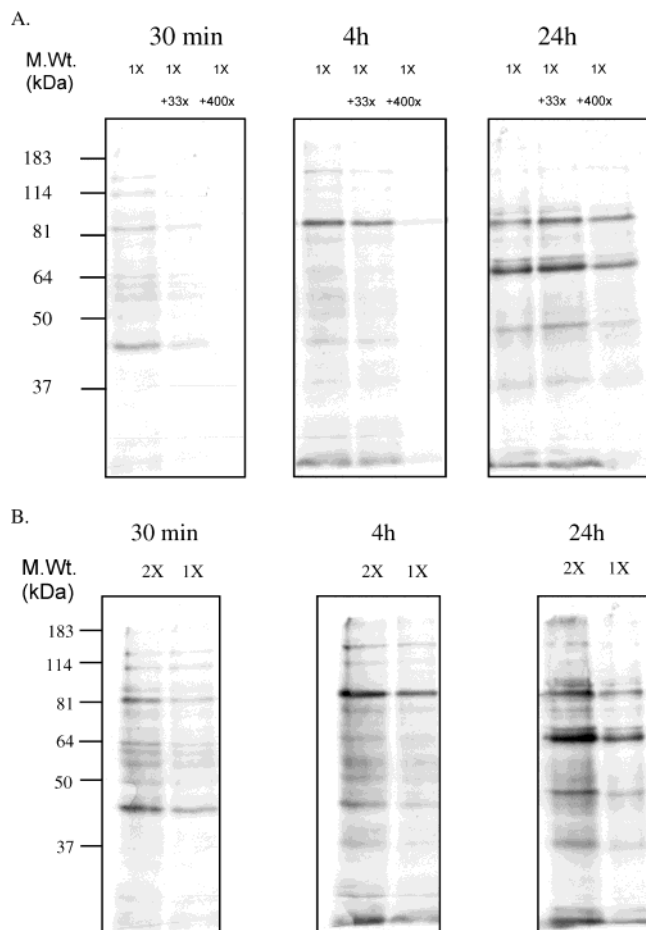 A.
30 min 4h 24h
M.Wt.
(kDa)
1X 1X 1X 1X 1X 1X 1X 1X 1X
+33x +400x +33x +400x +33x +400x
183
114
81
64
50
37
B.
30 min 4h 24h
M.Wt.
(kDa)
2X 1X 2X 1X 2X 1X
183
114
81
64
50
37